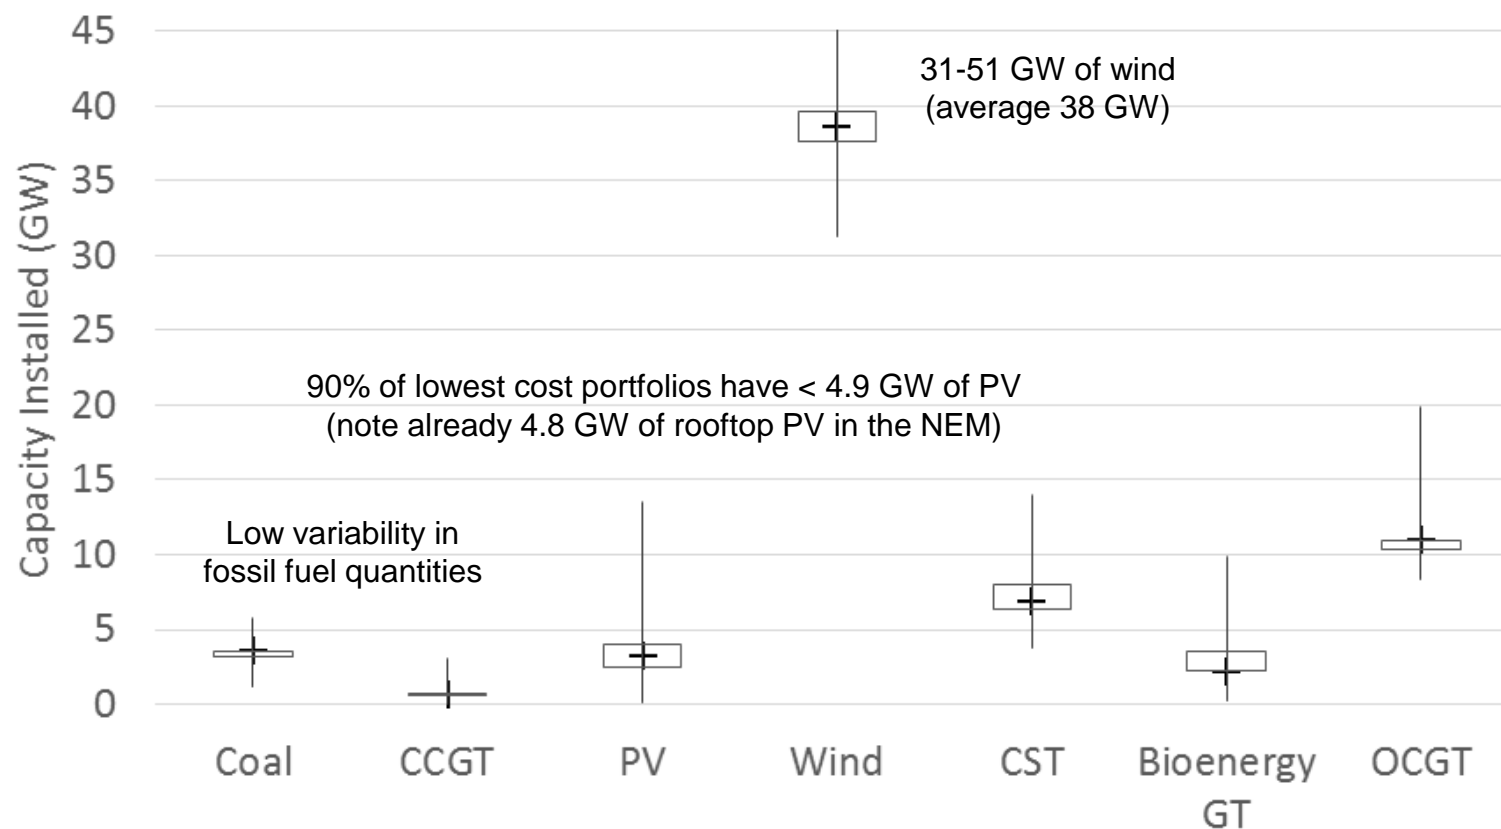 45
40
35
30
25
20
15
10
5
0
Capacity Installed (GW)
31-51 GW of wind
(average 38 GW)
90% of lowest cost portfolios have < 4.9 GW of PV
(note already 4.8 GW of rooftop PV in the NEM)
Low variability in
fossil fuel quantities
Coal
CCGT
PV
Wind
CST
Bioenergy
GT
OCGT